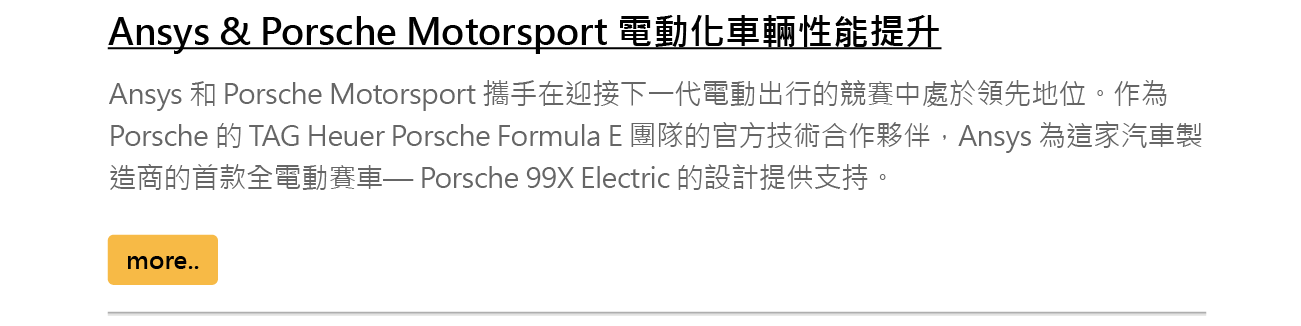 Ansys & Porsche Motorsport 電動化車輛性能提升
Ansys 和 Porsche Motorsport 攜手在迎接下一代電動出行的競賽中處於領先地位。作為
Porsche 的 TAG Heuer Porsche Formula E 團隊的官方技術合作夥伴，Ansys 為這家汽車製
造商的首款全電動賽車— Porsche 99X Electric 的設計提供支持。
more..